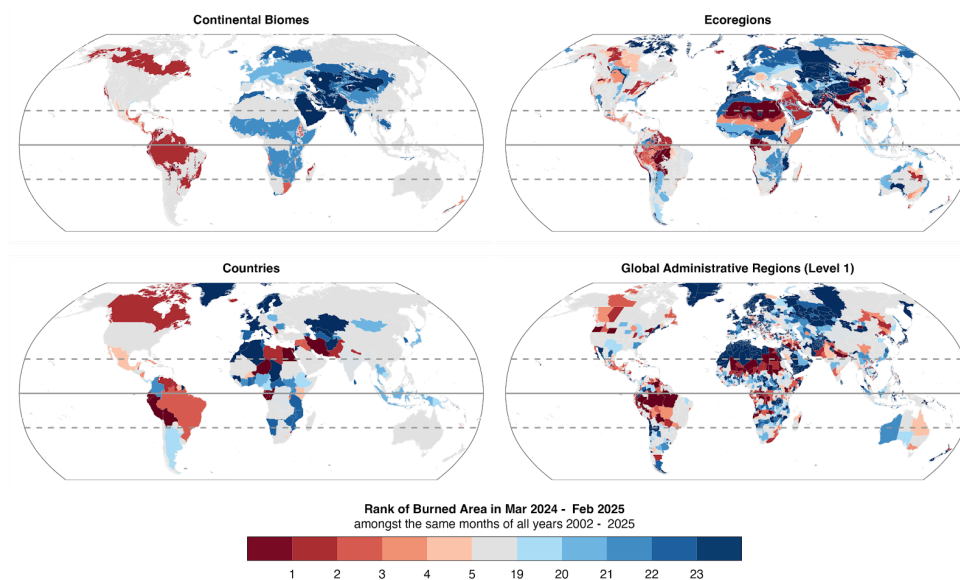 Continental Biomes
Ecoregions
Countries
Global Administrative Regions (Level 1)
Rank of Burned Area in Mar 2024 - Feb 2025
amongst the same months of all years 2002 - 2025
1 2 3 4 5 19 20 21 22 23